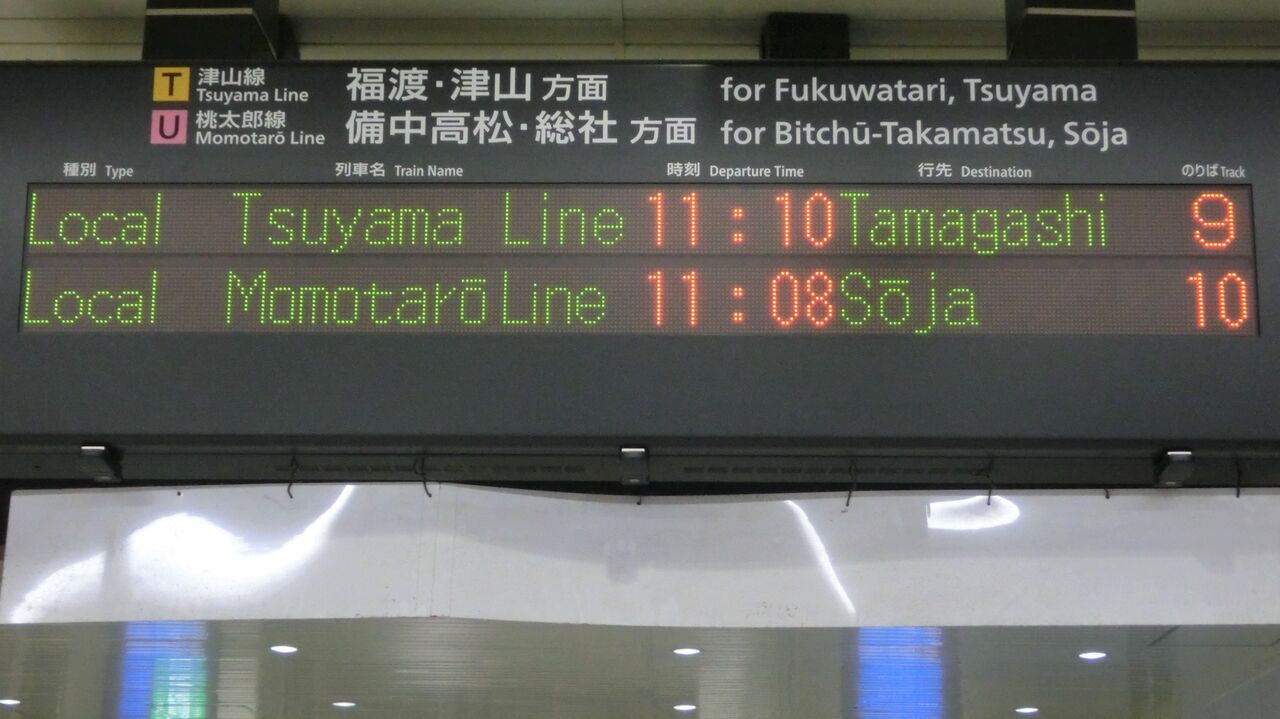 T 津山線 Tsuyama Line 福渡・津山 方面 for Fukuwatari, Tsuyama
U 桃太郎線 Momotarō Line 備中高松・総社 方面 for Bitchū-Takamatsu, Sōja
種別 Type 列車名 Train Name 時刻 Departure Time 行先 Destination のりば Track
Local Tsuyama Line 11:10 Tamagashi 9
Local Momotarō Line 11:08 Sōja 10